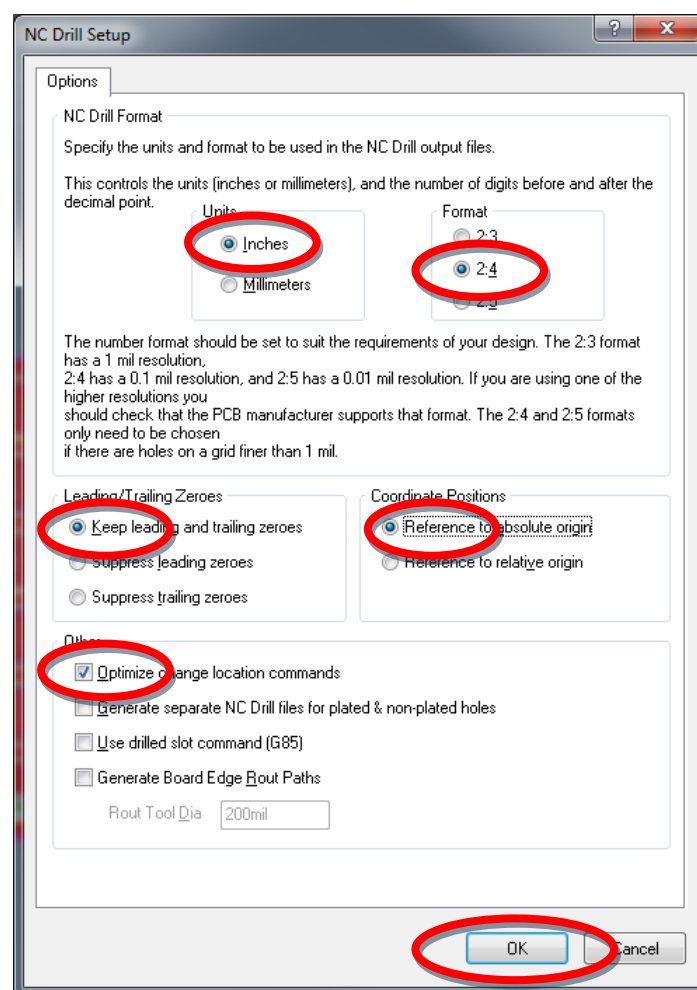 NC Drill Setup
Options
NC Drill Format
Specify the units and format to be used in the NC Drill output files.
This controls the units (inches or millimeters), and the number of digits before and after the
decimal point.
Units
Format
Inches
2:3
2:4
Millimeters
2:5
The number format should be set to suit the requirements of your design. The 2:3 format
has a 1 mil resolution,
2:4 has a 0.1 mil resolution, and 2:5 has a 0.01 mil resolution. If you are using one of the
higher resolutions you
should check that the PCB manufacturer supports that format. The 2:4 and 2:5 formats
only need to be chosen
if there are holes on a grid finer than 1 mil.
Leading/Trailing Zeroes
Keep leading and trailing zeroes
Suppress leading zeroes
Suppress trailing zeroes
Coordinate Positions
Reference to absolute origin
Reference to relative origin
Other
Optimize change location commands
Generate separate NC Drill files for plated & non-plated holes
Use drilled slot command (G85)
Generate Board Edge Rout Paths
Rout Tool Dia 200mil
OK
Cancel